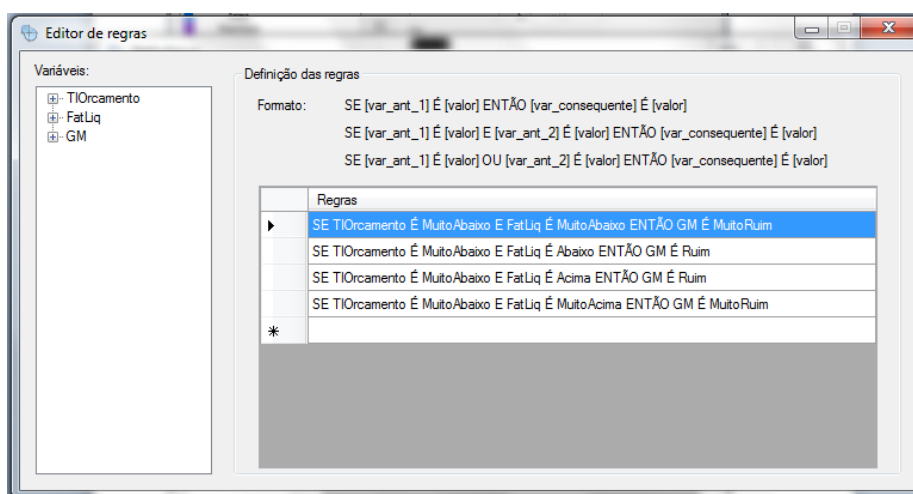 Editor de regras
Variáveis:
TIOrcamento
FatLiq
GM
Definição das regras
Formato: SE [var_ant_1] É [valor] ENTÃO [var_consequente] É [valor]
SE [var_ant_1] É [valor] E [var_ant_2] É [valor] ENTÃO [var_consequente] É [valor]
SE [var_ant_1] É [valor] OU [var_ant_2] É [valor] ENTÃO [var_consequente] É [valor]
Regras
SE TIOrcamento É MuitoAbaixo E FatLiq É MuitoAbaixo ENTÃO GM É MuitoRuim
SE TIOrcamento É MuitoAbaixo E FatLiq É Abaixo ENTÃO GM É Ruim
SE TIOrcamento É MuitoAbaixo E FatLiq É Acima ENTÃO GM É Ruim
SE TIOrcamento É MuitoAbaixo E FatLiq É MuitoAcima ENTÃO GM É MuitoRuim